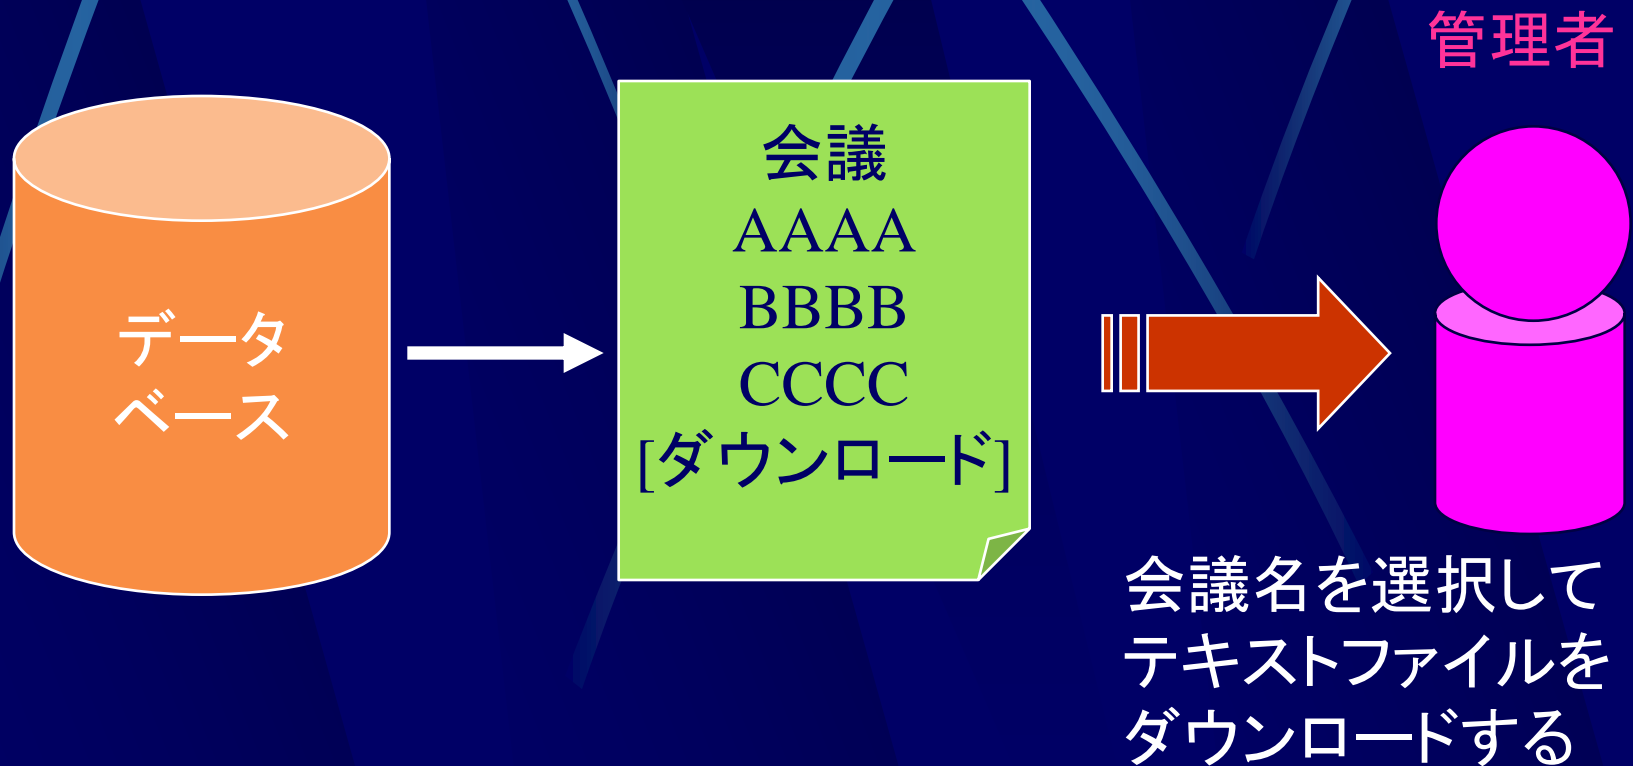 管理者
データ
ベース
会議
AAAA
BBBB
CCCC
[ダウンロード]
会議名を選択して
テキストファイルを
ダウンロードする